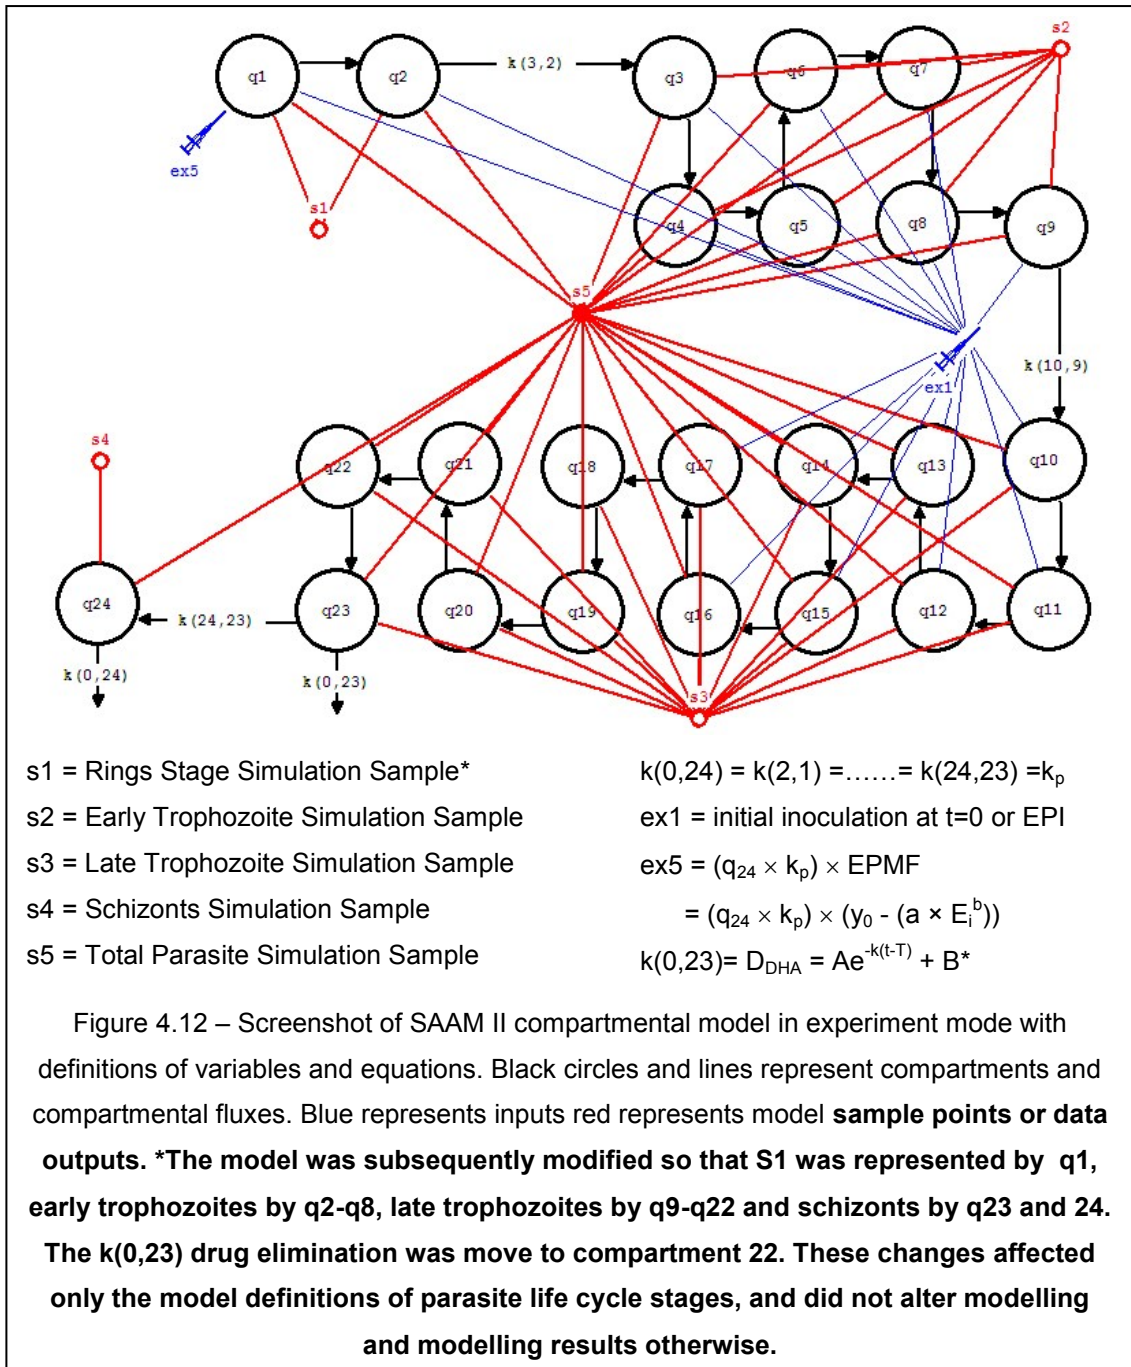 s2
q1
q2
k(3,2)
q3
q6
q7
ex5
s1
q4
q5
q8
q9
s5
ex1
k(10,9)
s4
q22
q21
q18
q17
q14
q13
q10
q24
k(24,23)
q23
q20
q19
q16
q15
q12
q11
k(0,24)
k(0,23)
s3
s1 = Rings Stage Simulation Sample*
s2 = Early Trophozoite Simulation Sample
s3 = Late Trophozoite Simulation Sample
s4 = Schizonts Simulation Sample
s5 = Total Parasite Simulation Sample
k(0,24) = k(2,1) =……= k(24,23) =kp
ex1 = initial inoculation at t=0 or EPI
ex5 = (q24 × kp) × EPMF
= (q24 × kp) × (y0 - (a × Ei^b))
k(0,23)= DDHA = Ae^-k(t-T) + B*
Figure 4.12 – Screenshot of SAAM II compartmental model in experiment mode with
definitions of variables and equations. Black circles and lines represent compartments and
compartmental fluxes. Blue represents inputs red represents model sample points or data
outputs. *The model was subsequently modified so that S1 was represented by q1,
early trophozoites by q2-q8, late trophozoites by q9-q22 and schizonts by q23 and 24.
The k(0,23) drug elimination was move to compartment 22. These changes affected
only the model definitions of parasite life cycle stages, and did not alter modelling
and modelling results otherwise.